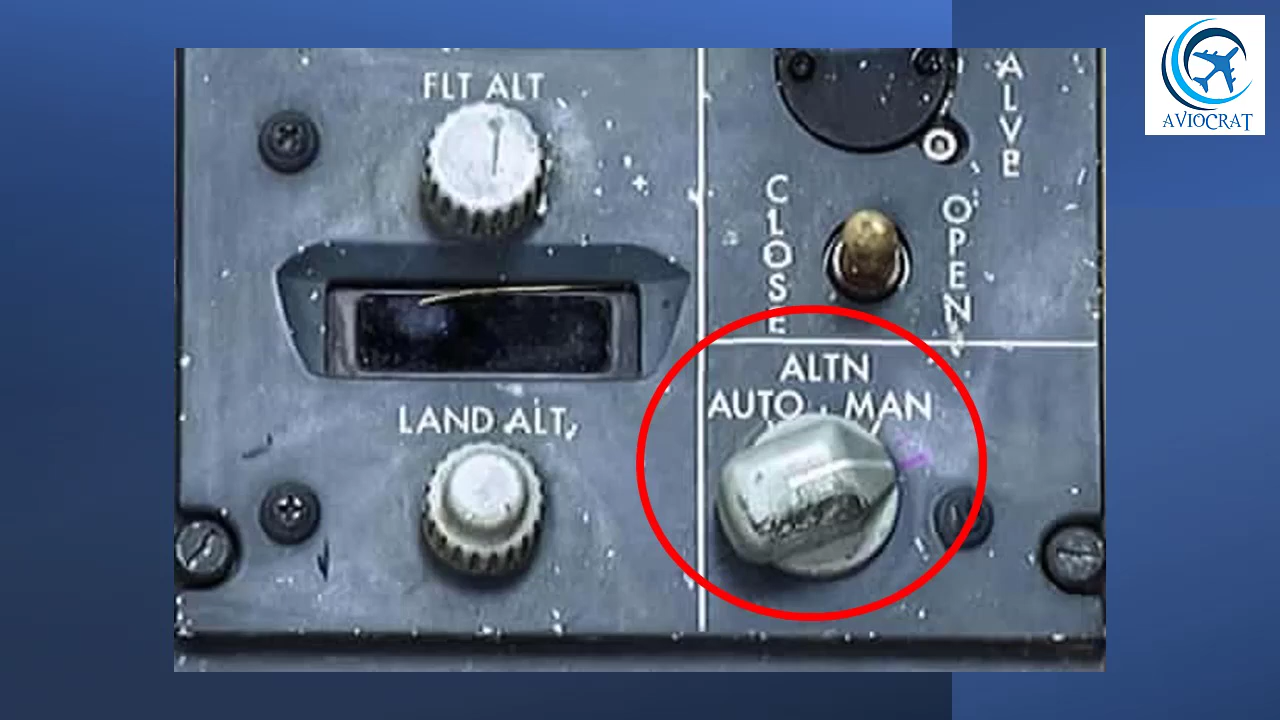 FLT ALT
LAND ALT
ALVE
CLOSE
OPEN
ALTN
AUTO MAN
AVIOCRAT